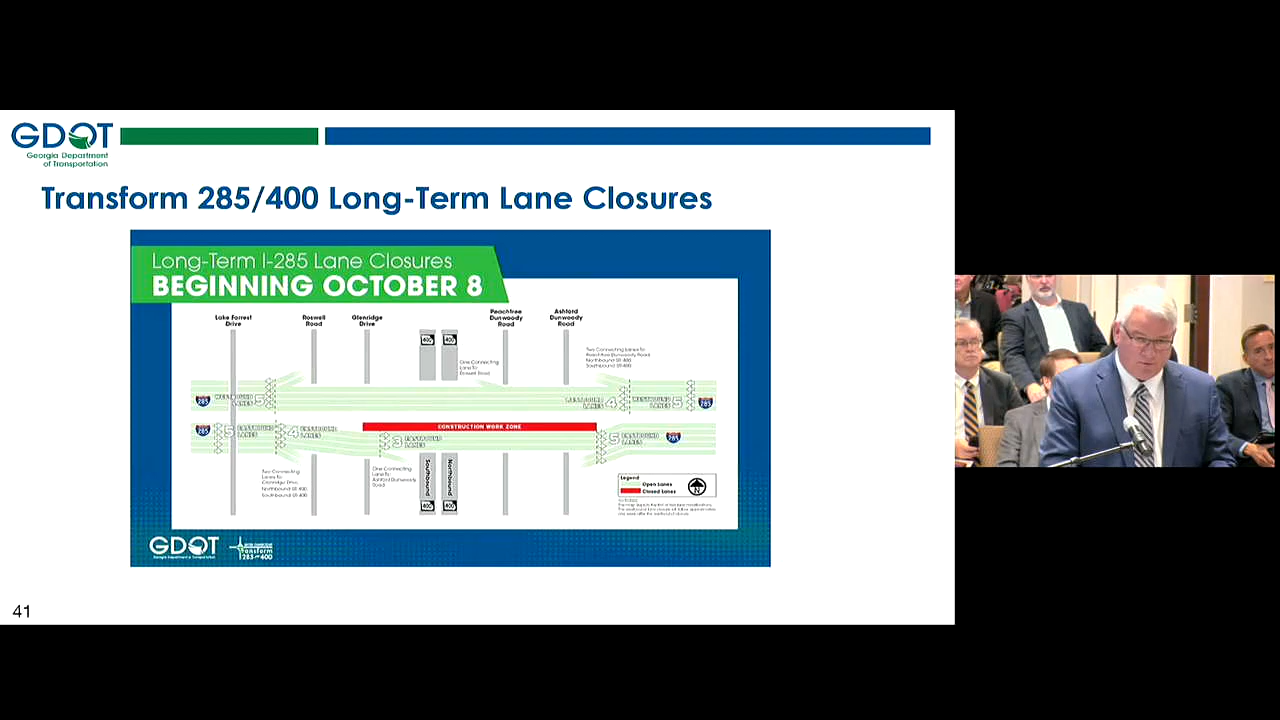 GDOT
Georgia Department
of Transportation
Transform 285/400 Long-Term Lane Closures
Long-Term I-285 Lane Closures
BEGINNING OCTOBER 8
Lake Forrest
Drive
Roswell
Road
Glenridge
Drive
Peachtree
Dunwoody
Road
Ashford
Dunwoody
Road
400
400
One Connecting
Lane To
Roswell Road
Two Connecting Lanes To
Peachtree Dunwoody Road
Northbound SR 400
Southbound SR 400
285
WESTBOUND
LANES 5
WESTBOUND
LANES 4
WESTBOUND
LANES 5
285
285
5 EASTBOUND
LANES
4 EASTBOUND
LANES
CONSTRUCTION WORK ZONE
3 EASTBOUND
LANES
5 EASTBOUND
LANES
285
Two Connecting
Lanes To
Glenridge Drive
Northbound SR 400
Southbound SR 400
One Connecting
Lane To
Ashford Dunwoody
Road
Southbound
Northbound
400
400
Legend
Open Lanes
Closed Lanes
N
GDOT
Georgia Department of Transportation
Transform
285 400
41